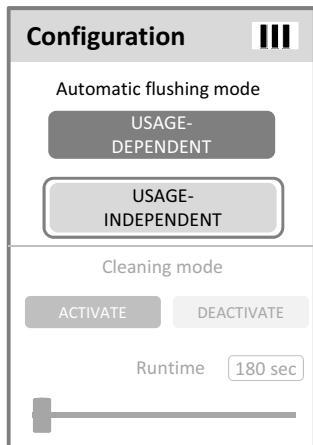 Configuration
Automatic flushing mode
USAGE-
DEPENDENT
USAGE-
INDEPENDENT
Cleaning mode
ACTIVATE DEACTIVATE
Runtime 180 sec